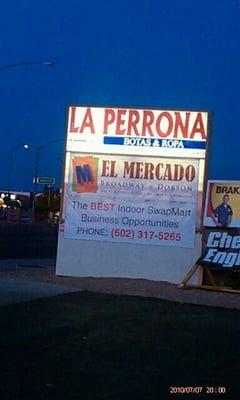 LA PERRONA
BOTAS & ROPA
M
EL MERCADO
BROADWAY & DOBSON
The BEST Indoor SwapMart
Business Opportunities
PHONE: (602) 317-5265
BRAK
Che
Engi
2010/07/07 20:00